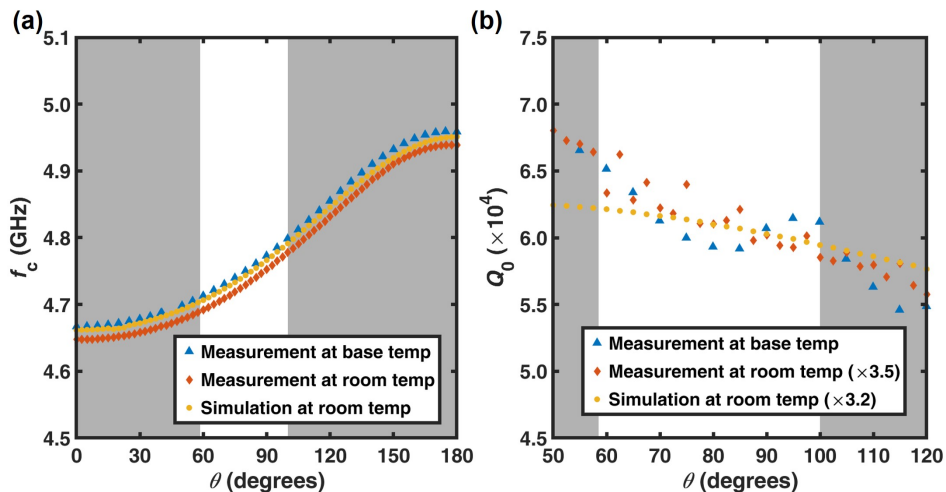 (a)
f_c (GHz)
5.1
5.0
4.9
4.8
4.7
4.6
4.5
0 30 60 90 120 150 180
θ (degrees)
Measurement at base temp
Measurement at room temp
Simulation at room temp
(b)
Q_0 (×10^4)
7.5
7.0
6.5
6.0
5.5
5.0
4.5
50 60 70 80 90 100 110 120
θ (degrees)
Measurement at base temp
Measurement at room temp (×3.5)
Simulation at room temp (×3.2)